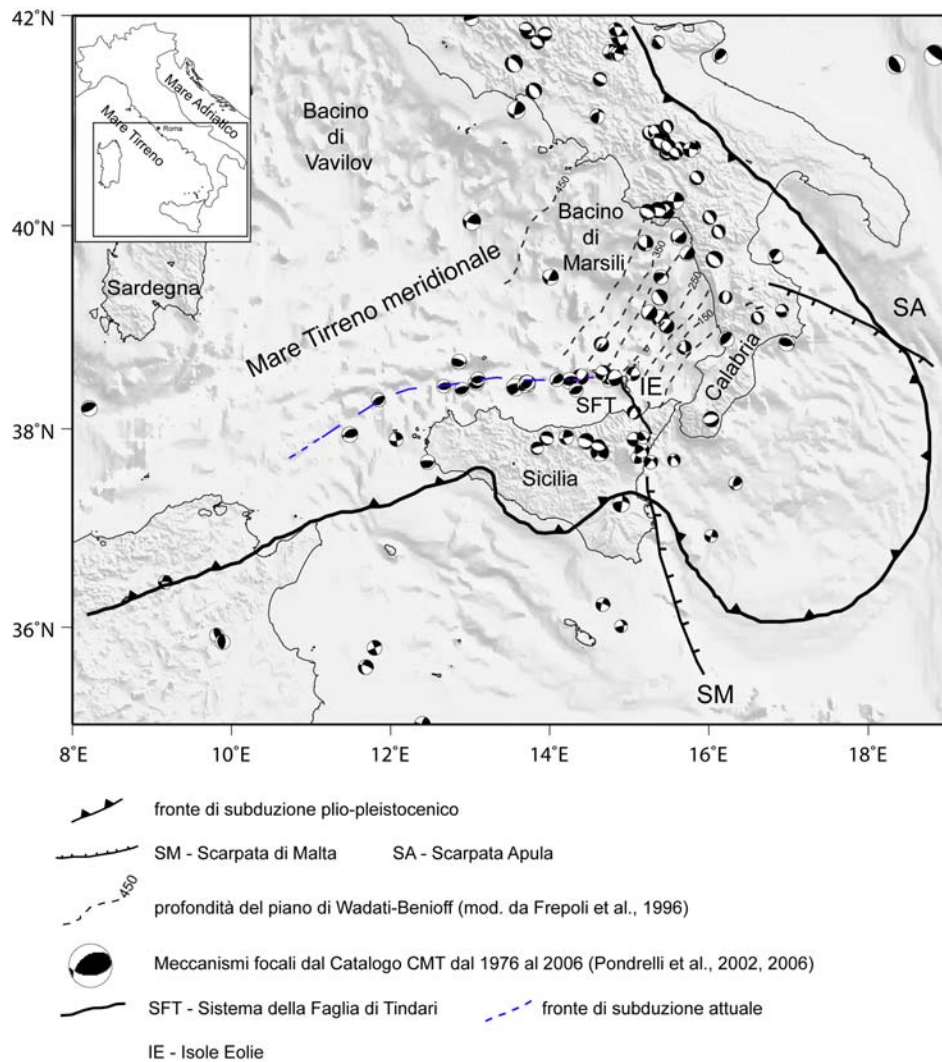 42˚N
40˚N
38˚N
36˚N
8˚E
10˚E
12˚E
14˚E
16˚E
18˚E
Mare Adriatico
Roma
Mare Tirreno
Bacino
di
Vavilov
450
Bacino
di
Marsili
350
250
150
Sardegna
Mare Tirreno meridionale
SA
Calabria
IE
SFT
Sicilia
SM
fronte di subduzione plio-pleistocenico
SM - Scarpata di Malta SA - Scarpata Apula
450
profondità del piano di Wadati-Benioff (mod. da Frepoli et al., 1996)
Meccanismi focali dal Catalogo CMT dal 1976 al 2006 (Pondrelli et al., 2002, 2006)
SFT - Sistema della Faglia di Tindari fronte di subduzione attuale
IE - Isole Eolie